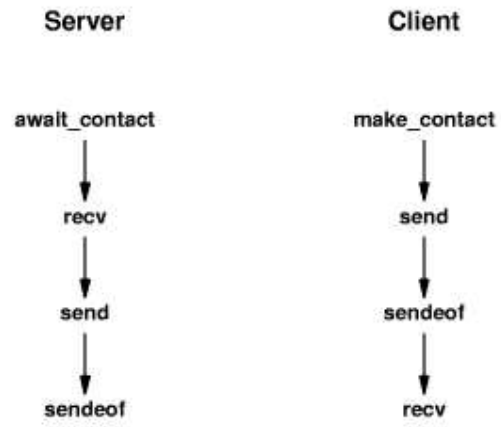 Server Client
await_contact make_contact
recv send
send sendeof
sendeof recv